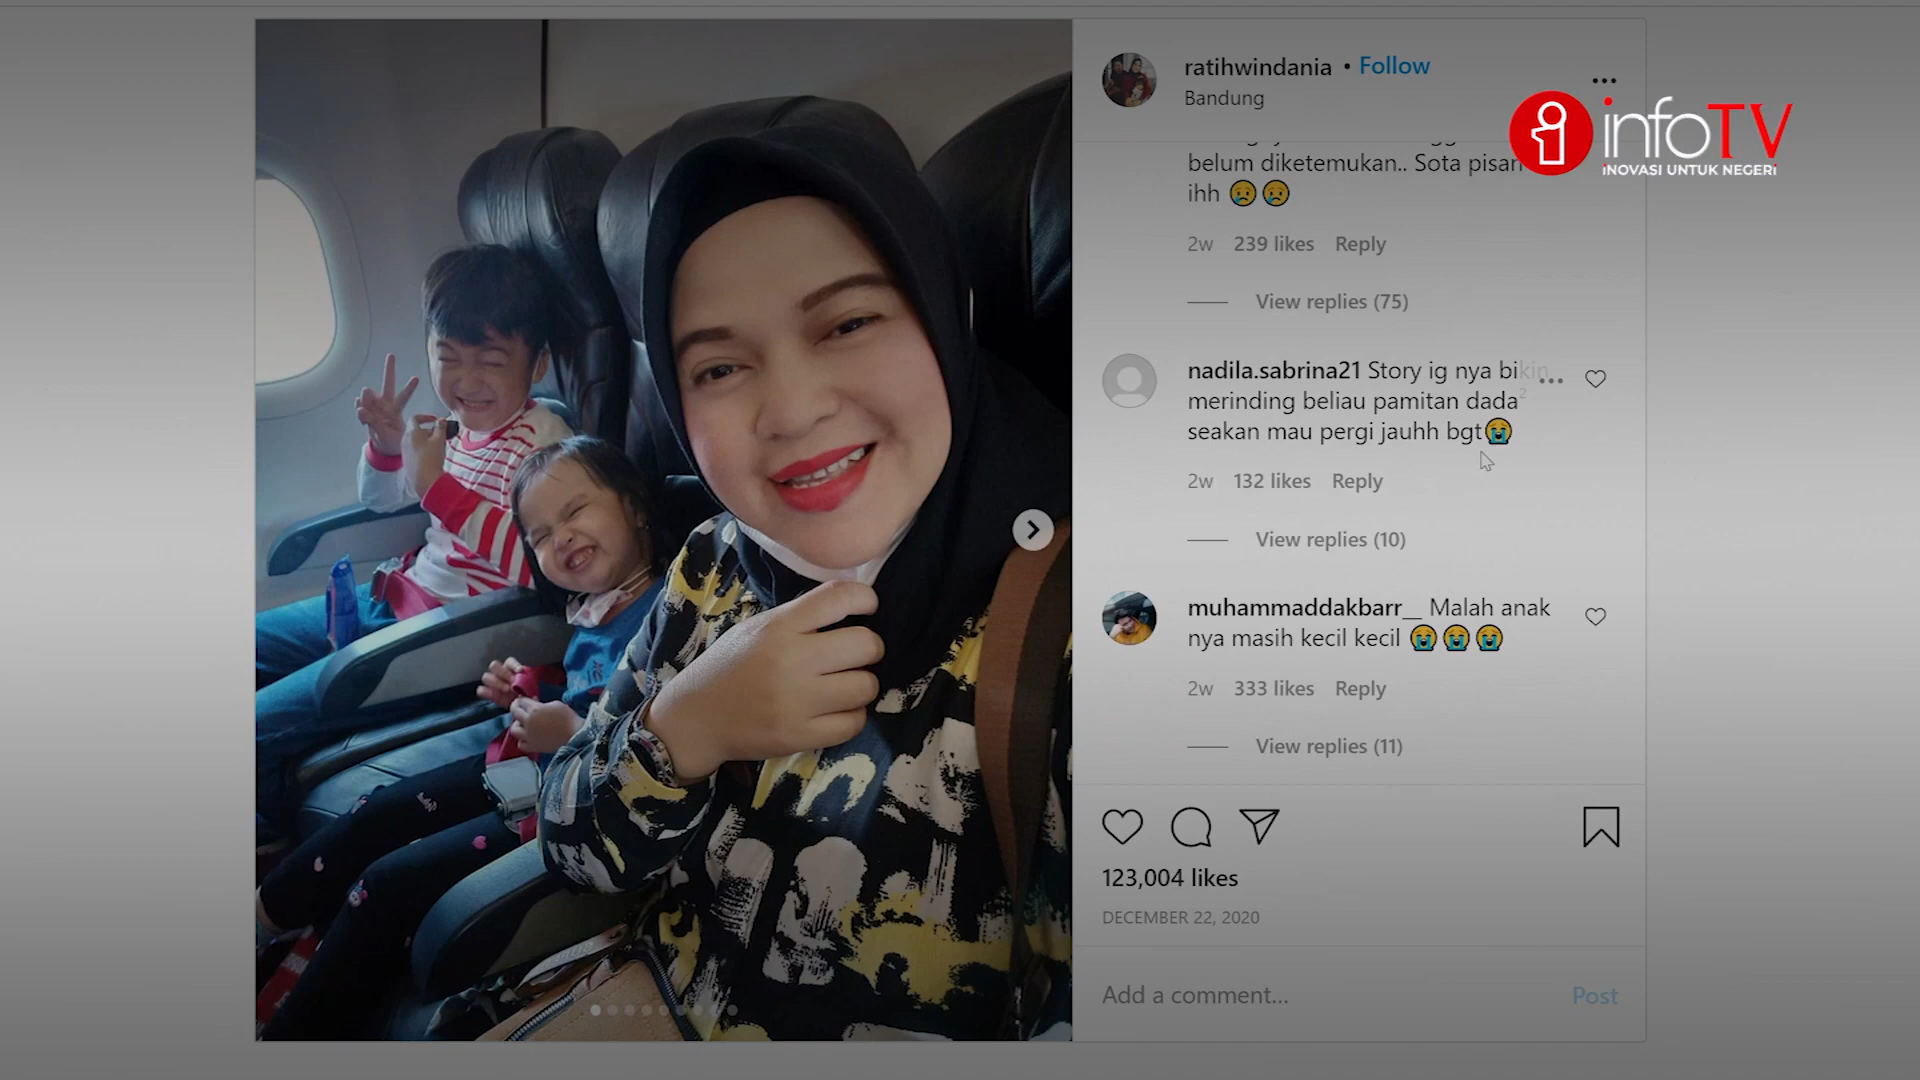 ratihwindania • Follow
Bandung
infoTV
iNOVASI UNTUK NEGERI
belum diketemukan.. Sota pisan
ihh 😢😢
2w 239 likes Reply
View replies (75)
nadila.sabrina21 Story ig nya bikin
merinding beliau pamitan dada²
seakan mau pergi jauhh bgt😭
2w 132 likes Reply
View replies (10)
muhammaddakbarr__ Malah anak
nya masih kecil kecil 😭😭😭
2w 333 likes Reply
View replies (11)
123,004 likes
DECEMBER 22, 2020
Add a comment... Post